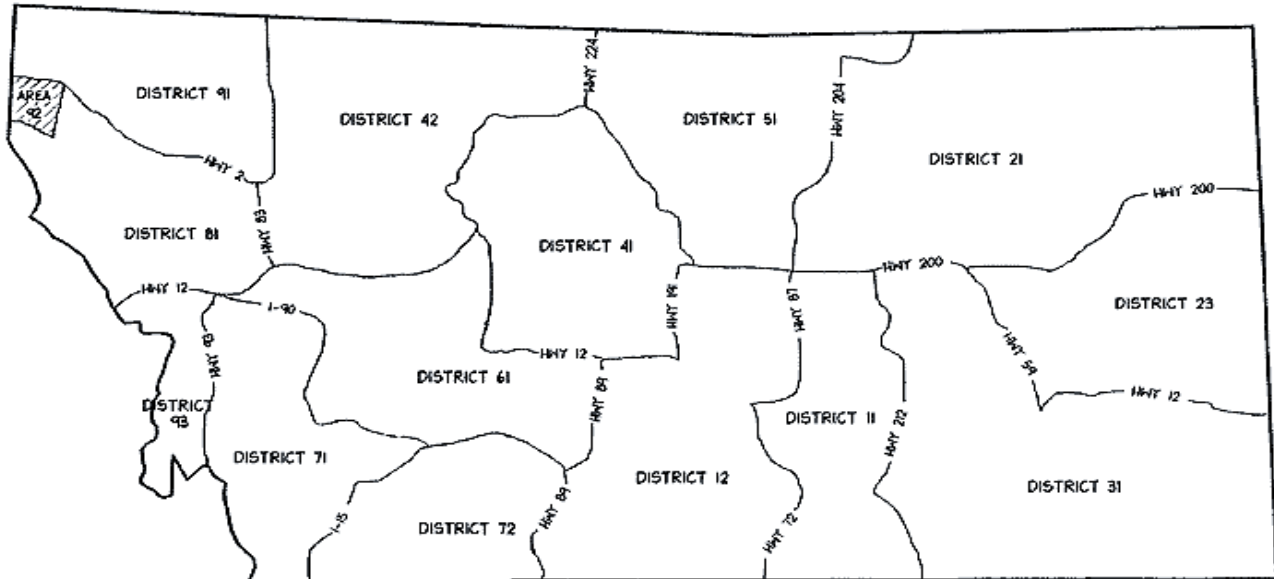 HWY 224
HWY 204
AREA
92
DISTRICT 91
DISTRICT 42
DISTRICT 51
DISTRICT 21
HWY 2
HWY 200
HWY 93
DISTRICT 81
DISTRICT 41
HWY 200
HWY 12
I-90
HWY 191
HWY 87
DISTRICT 23
HWY 93
HWY 12
HWY 59
DISTRICT 61
HWY 89
HWY 12
DISTRICT
93
DISTRICT 11
HWY 212
DISTRICT 71
DISTRICT 12
DISTRICT 31
I-15
DISTRICT 72
HWY 89
HWY 72